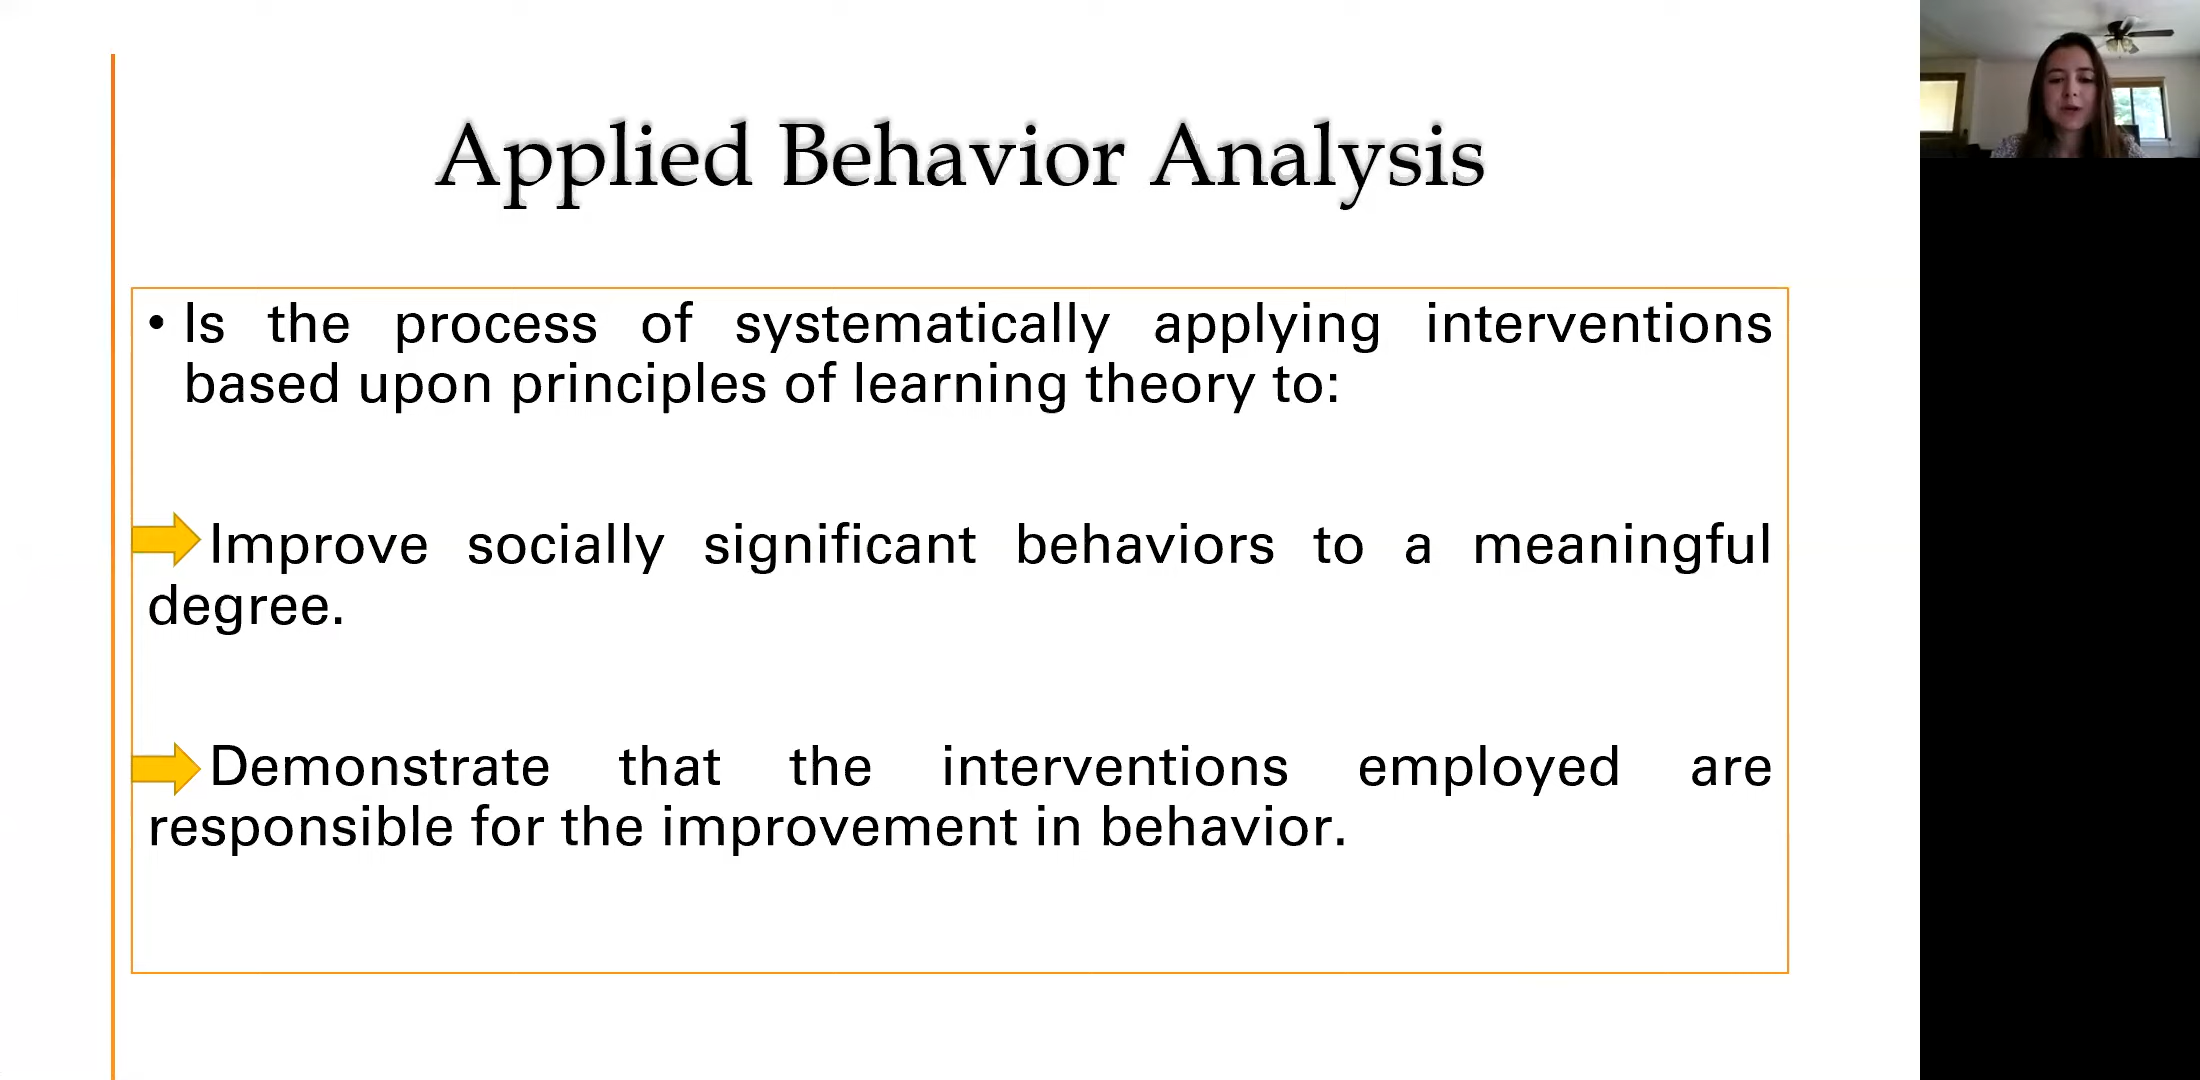 Applied Behavior Analysis
• Is the process of systematically applying interventions
based upon principles of learning theory to:
Improve socially significant behaviors to a meaningful
degree.
Demonstrate that the interventions employed are
responsible for the improvement in behavior.